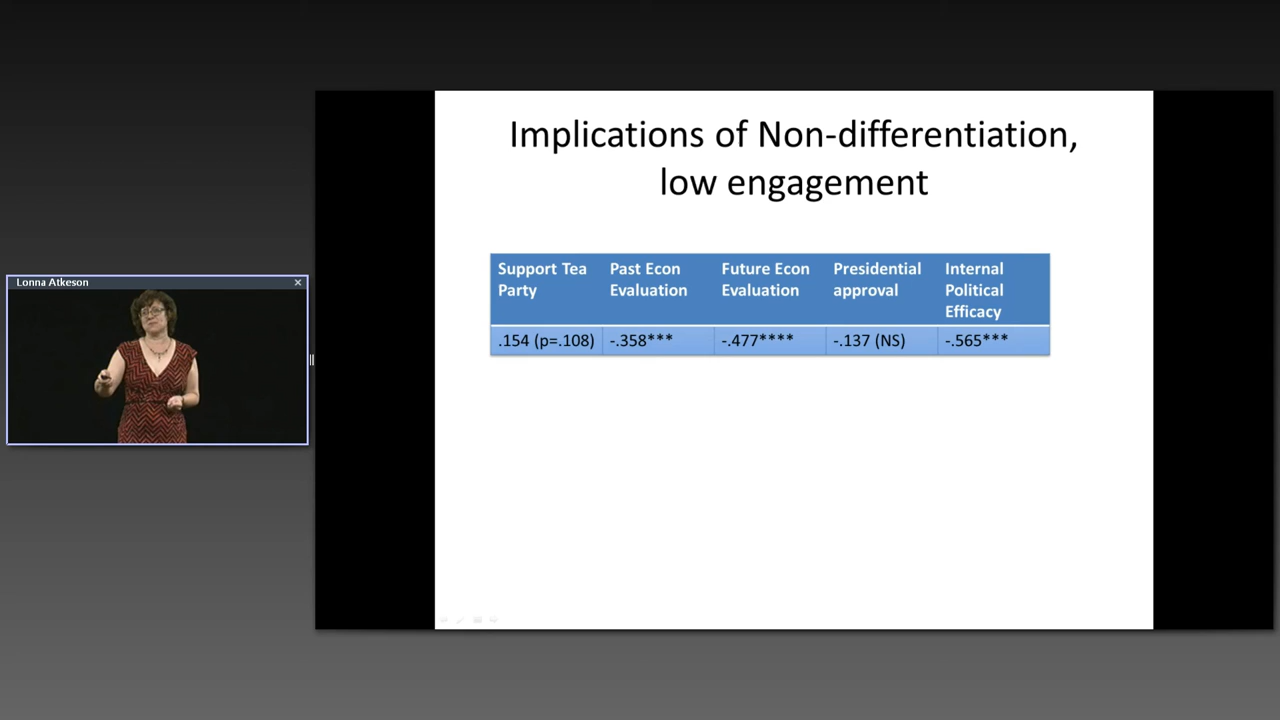 Implications of Non-differentiation,
low engagement
Lonna Atkeson
Support Tea Party
Past Econ Evaluation
Future Econ Evaluation
Presidential approval
Internal Political Efficacy
.154 (p=.108)
-.358***
-.477****
-.137 (NS)
-.565***